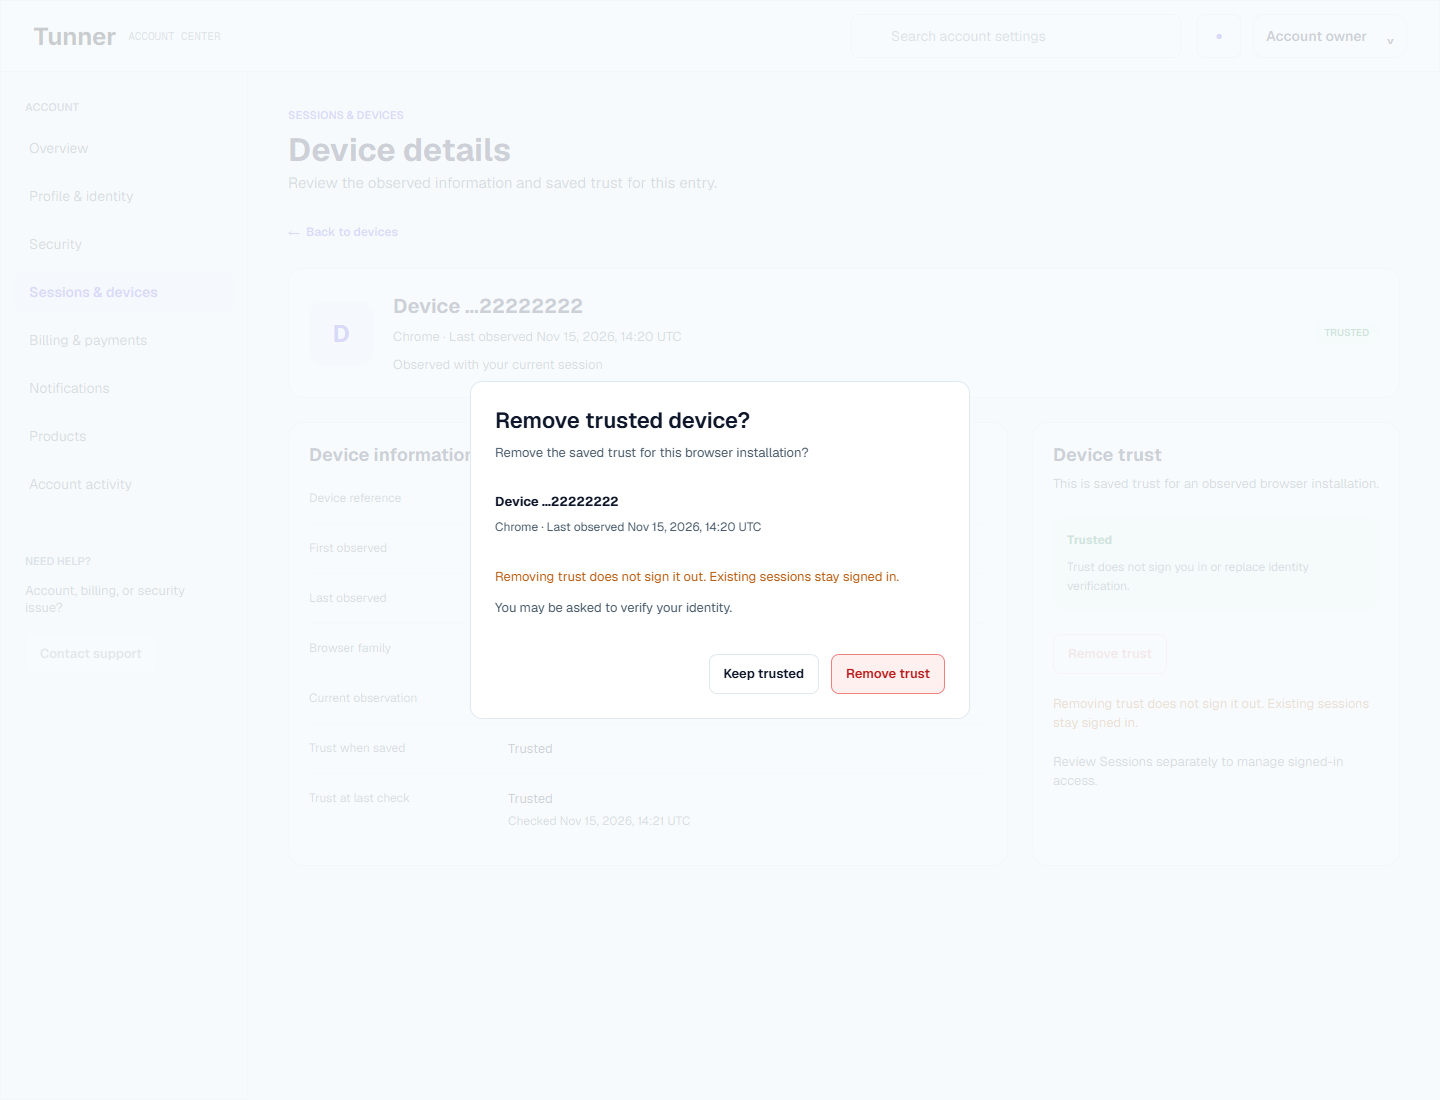 Tunner ACCOUNT CENTER
Search account settings
Account owner
ACCOUNT
Overview
Profile & identity
Security
Sessions & devices
Billing & payments
Notifications
Products
Account activity
NEED HELP?
Account, billing, or security
issue?
Contact support
SESSIONS & DEVICES
Device details
Review the observed information and saved trust for this entry.
← Back to devices
D
Device ...22222222
Chrome · Last observed Nov 15, 2026, 14:20 UTC
Observed with your current session
TRUSTED
Device information
Device reference
First observed
Last observed
Browser family
Current observation
Trust when saved
Trusted
Trust at last check
Trusted
Checked Nov 15, 2026, 14:21 UTC
Remove trusted device?
Remove the saved trust for this browser installation?
Device ...22222222
Chrome · Last observed Nov 15, 2026, 14:20 UTC
Removing trust does not sign it out. Existing sessions stay signed in.
You may be asked to verify your identity.
Keep trusted
Remove trust
Device trust
This is saved trust for an observed browser installation.
Trusted
Trust does not sign you in or replace identity
verification.
Remove trust
Removing trust does not sign it out. Existing sessions
stay signed in.
Review Sessions separately to manage signed-in
access.